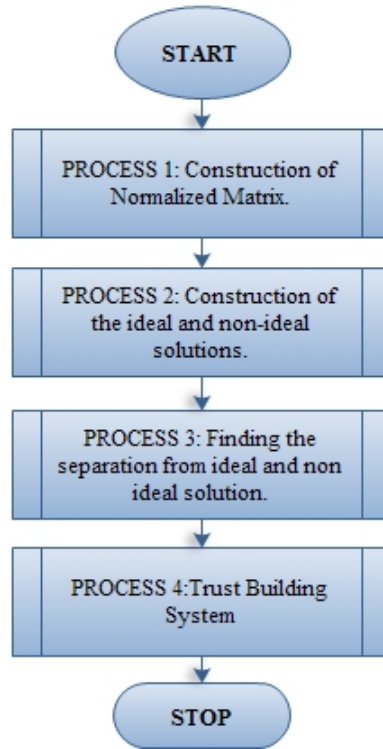 START
PROCESS 1: Construction of
Normalized Matrix.
PROCESS 2: Construction of
the ideal and non-ideal
solutions.
PROCESS 3: Finding the
separation from ideal and non
ideal solution.
PROCESS 4:Trust Building
System
STOP